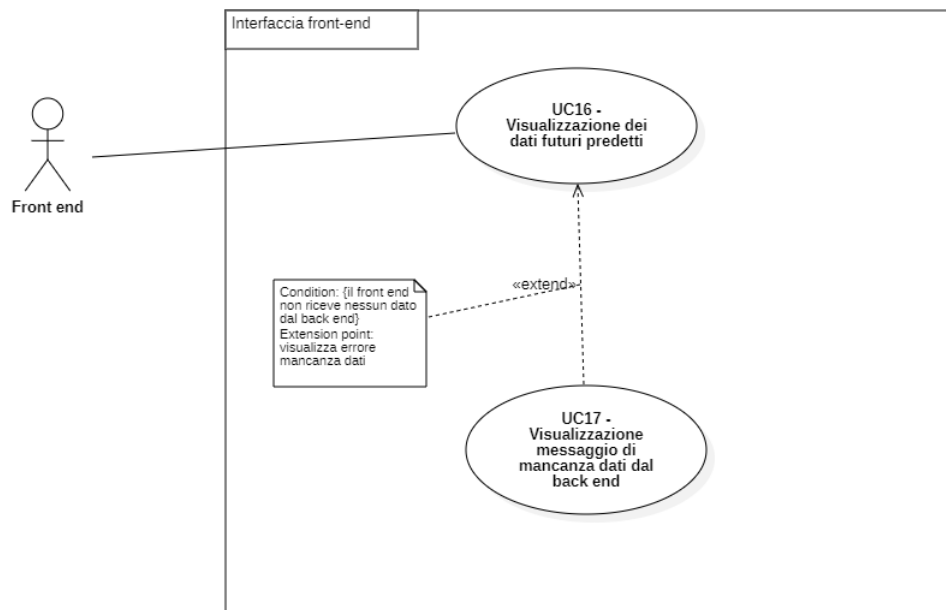 Interfaccia front-end
UC16 -
Visualizzazione dei
dati futuri predetti
Front end
«extend»
Condition: {il front end
non riceve nessun dato
dal back end}
Extension point:
visualizza errore
mancanza dati
UC17 -
Visualizzazione
messaggio di
mancanza dati dal
back end